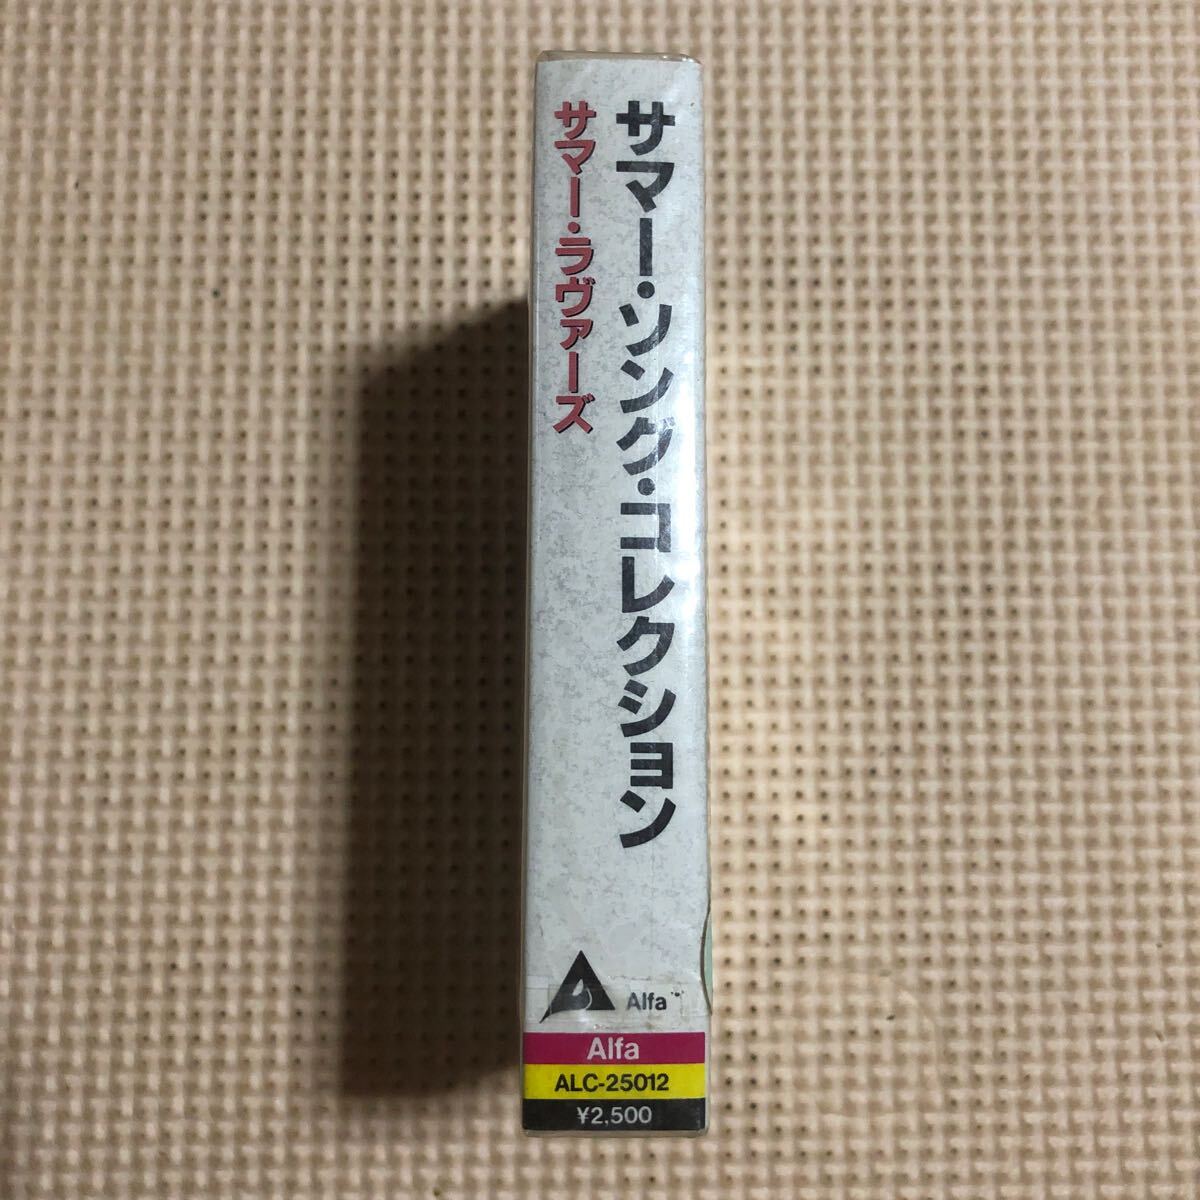 サマー・ソング・コレクション
サマー・ラヴァーズ
Alfa
Alfa
ALC-25012
¥2,500